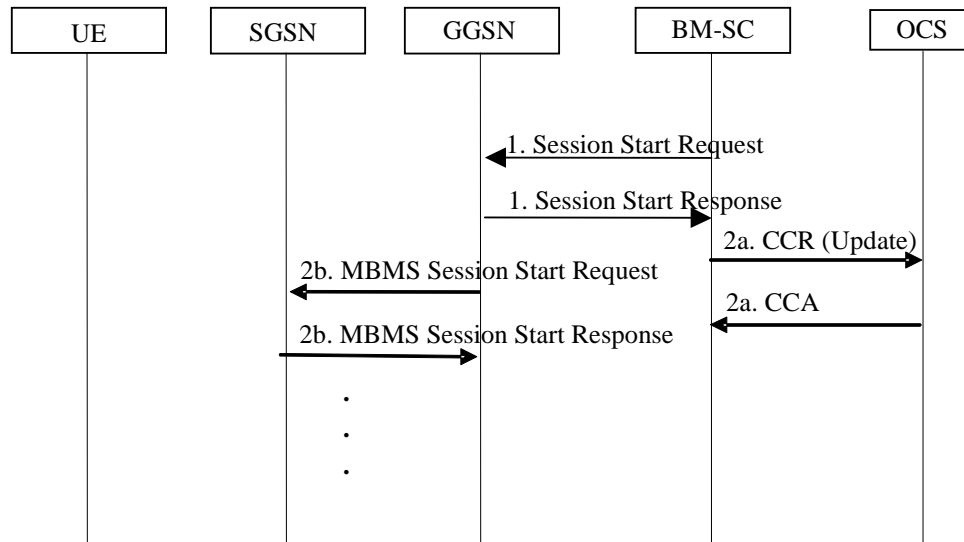 UE
SGSN
GGSN
BM-SC
OCS
1. Session Start Request
1. Session Start Response
2a. CCR (Update)
2b. MBMS Session Start Request
2a. CCA
2b. MBMS Session Start Response
.
.
.